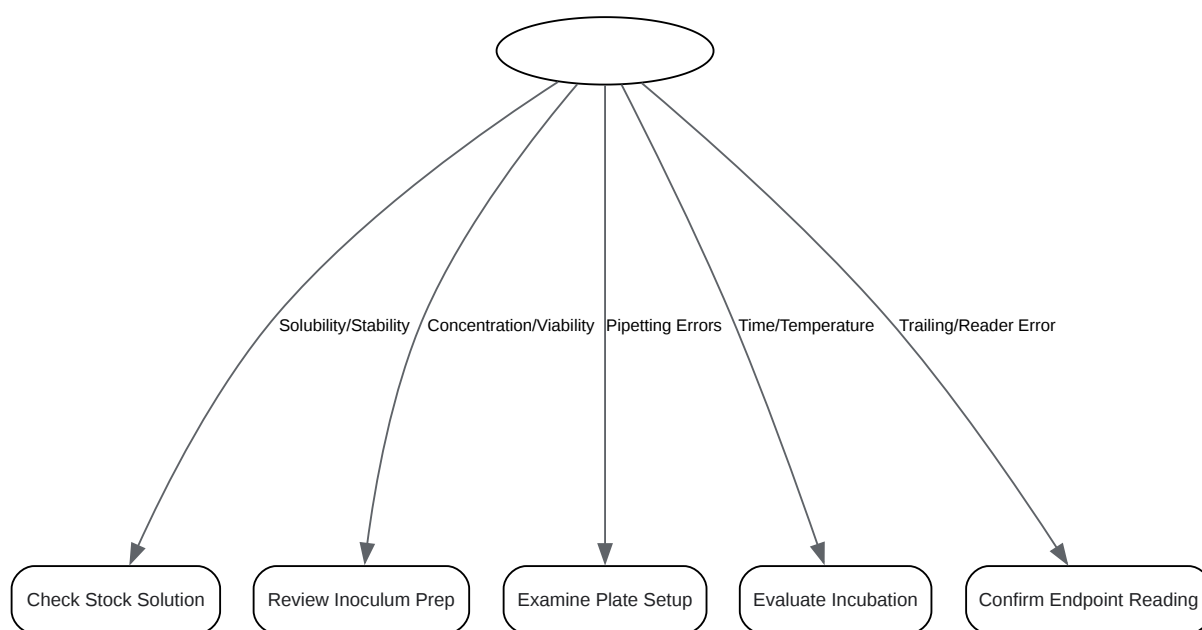 Solubility/Stability
Concentration/Viability
Pipetting Errors
Time/Temperature
Trailing/Reader Error
Check Stock Solution
Review Inoculum Prep
Examine Plate Setup
Evaluate Incubation
Confirm Endpoint Reading